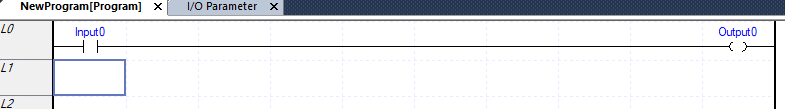 NewProgram[Program] I/O Parameter
L0
Input0 Output0
L1
L2